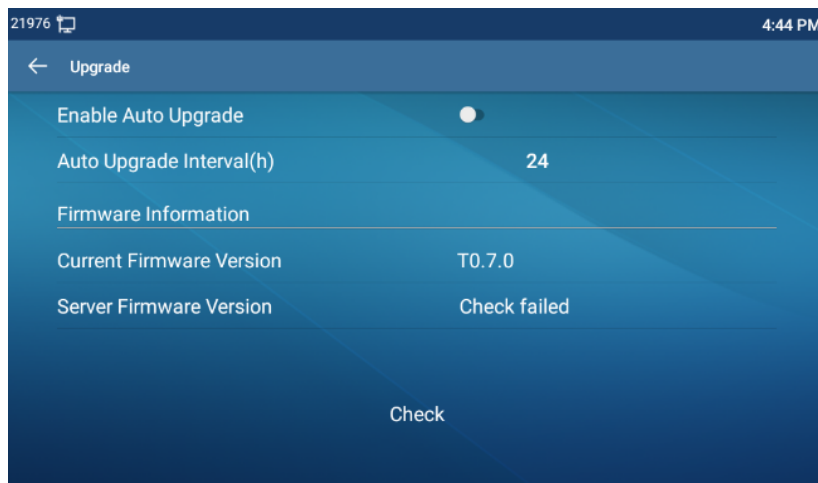 21976 4:44 PM
Upgrade
Enable Auto Upgrade
Auto Upgrade Interval(h) 24
Firmware Information
Current Firmware Version T0.7.0
Server Firmware Version Check failed
Check